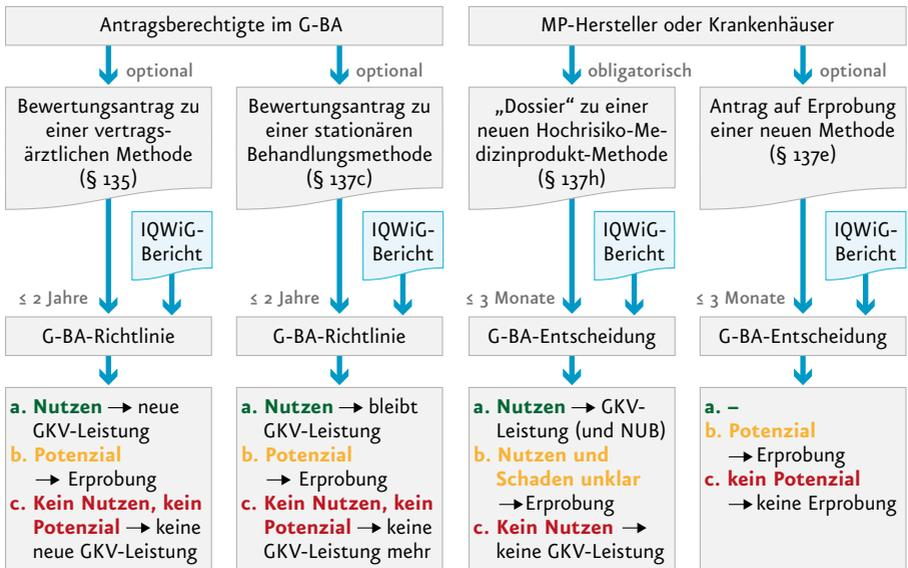 Antragsberechtigte im G-BA
MP-Hersteller oder Krankenhäuser
optional
optional
obligatorisch
optional
Bewertungsantrag zu
einer vertrags-
ärztlichen Methode
(§ 135)
Bewertungsantrag zu
einer stationären
Behandlungsmethode
(§ 137c)
„Dossier“ zu einer
neuen Hochrisiko-Me-
dizinprodukt-Methode
(§ 137h)
Antrag auf Erprobung
einer neuen Methode
(§ 137e)
IQWiG-
Bericht
IQWiG-
Bericht
IQWiG-
Bericht
IQWiG-
Bericht
≤ 2 Jahre
≤ 2 Jahre
≤ 3 Monate
≤ 3 Monate
G-BA-Richtlinie
G-BA-Richtlinie
G-BA-Entscheidung
G-BA-Entscheidung
a. Nutzen → neue
GKV-Leistung
b. Potenzial
→ Erprobung
c. Kein Nutzen, kein
Potenzial → keine
neue GKV-Leistung
a. Nutzen → bleibt
GKV-Leistung
b. Potenzial
→ Erprobung
c. Kein Nutzen, kein
Potenzial → keine
GKV-Leistung mehr
a. Nutzen → GKV-
Leistung (und NUB)
b. Nutzen und
Schaden unklar
→ Erprobung
c. Kein Nutzen →
keine GKV-Leistung
a. –
b. Potenzial
→ Erprobung
c. kein Potenzial
→ keine Erprobung